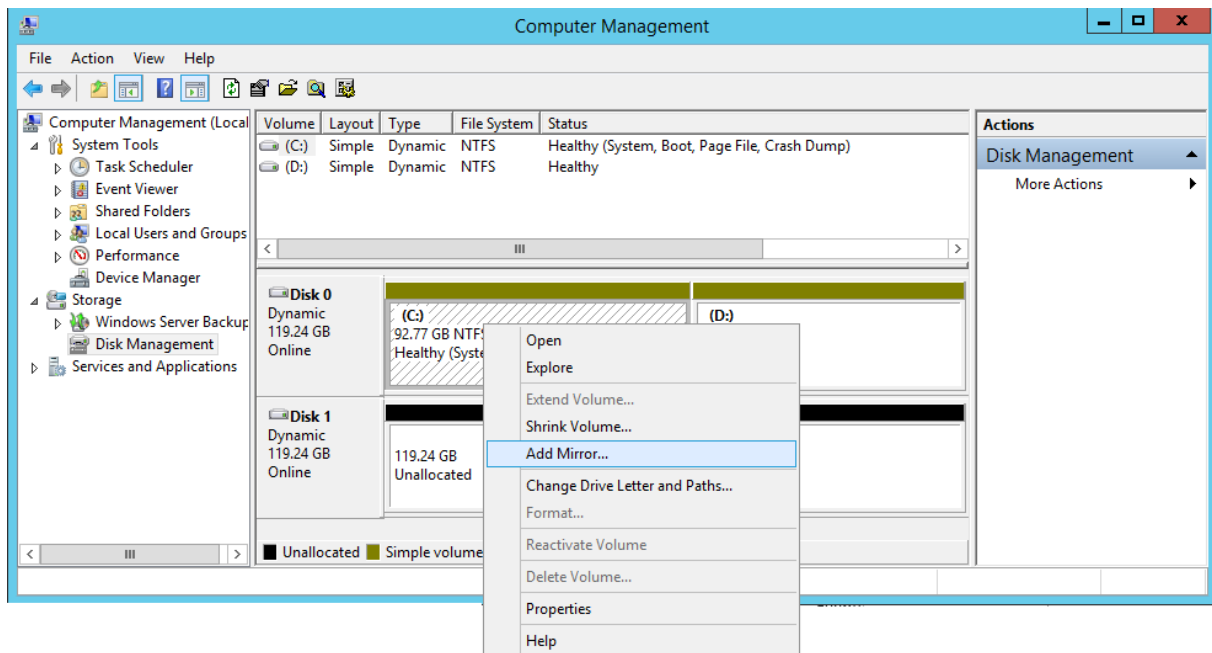 Computer Management
File Action View Help
Computer Management (Local
System Tools
Task Scheduler
Event Viewer
Shared Folders
Local Users and Groups
Performance
Device Manager
Storage
Windows Server Backup
Disk Management
Services and Applications
Volume Layout Type File System Status
(C:) Simple Dynamic NTFS Healthy (System, Boot, Page File, Crash Dump)
(D:) Simple Dynamic NTFS Healthy
Disk 0
Dynamic
119.24 GB
Online
(C:)
92.77 GB NTFS
Healthy (Syste
(D:)
Disk 1
Dynamic
119.24 GB
Online
119.24 GB
Unallocated
Unallocated Simple volume
Open
Explore
Extend Volume...
Shrink Volume...
Add Mirror...
Change Drive Letter and Paths...
Format...
Reactivate Volume
Delete Volume...
Properties
Help
Actions
Disk Management
More Actions